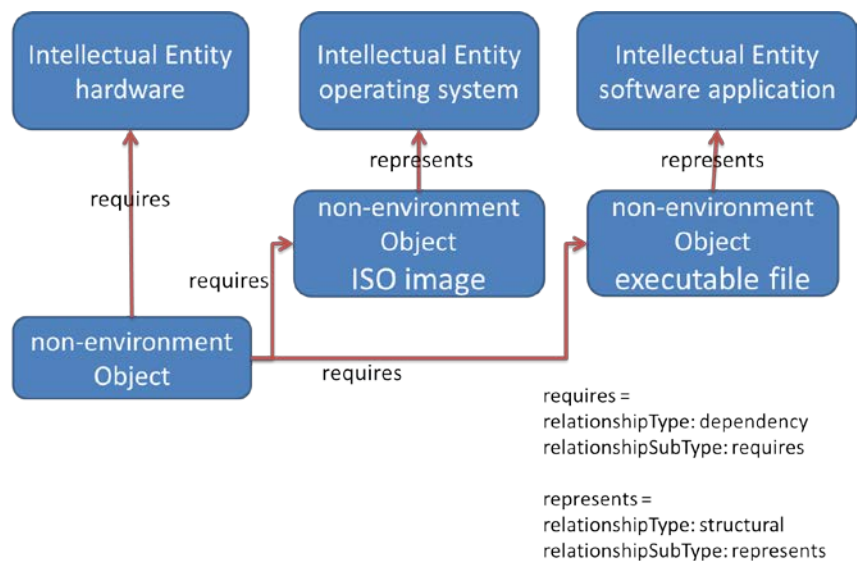 Intellectual Entity
hardware
Intellectual Entity
operating system
Intellectual Entity
software application
represents
represents
requires
non-environment
Object
ISO image
non-environment
Object
executable file
requires
non-environment
Object
requires
requires =
relationshipType: dependency
relationshipSubType: requires
represents =
relationshipType: structural
relationshipSubType: represents